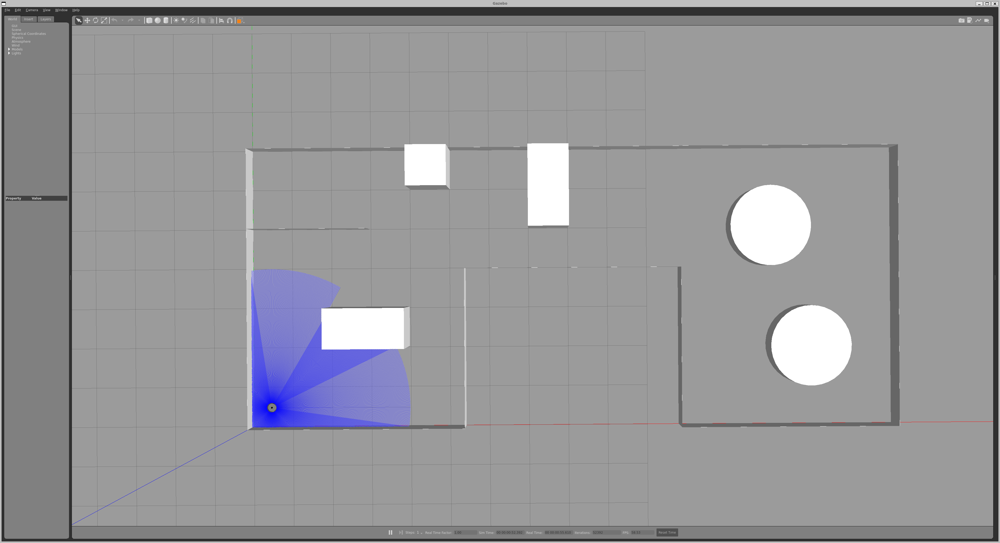 Gazebo
File Edit Camera View Window Help
World Insert Layers
GUI
Scene
Spherical Coordinates
Physics
Atmosphere
Wind
Models
Lights
Property Value
Steps: 1 Real Time Factor: 1.00 Sim Time: 00 00:00:52.392 Real Time: 00 00:00:55.610 Iterations: 52392 FPS: 58.53 Reset Time